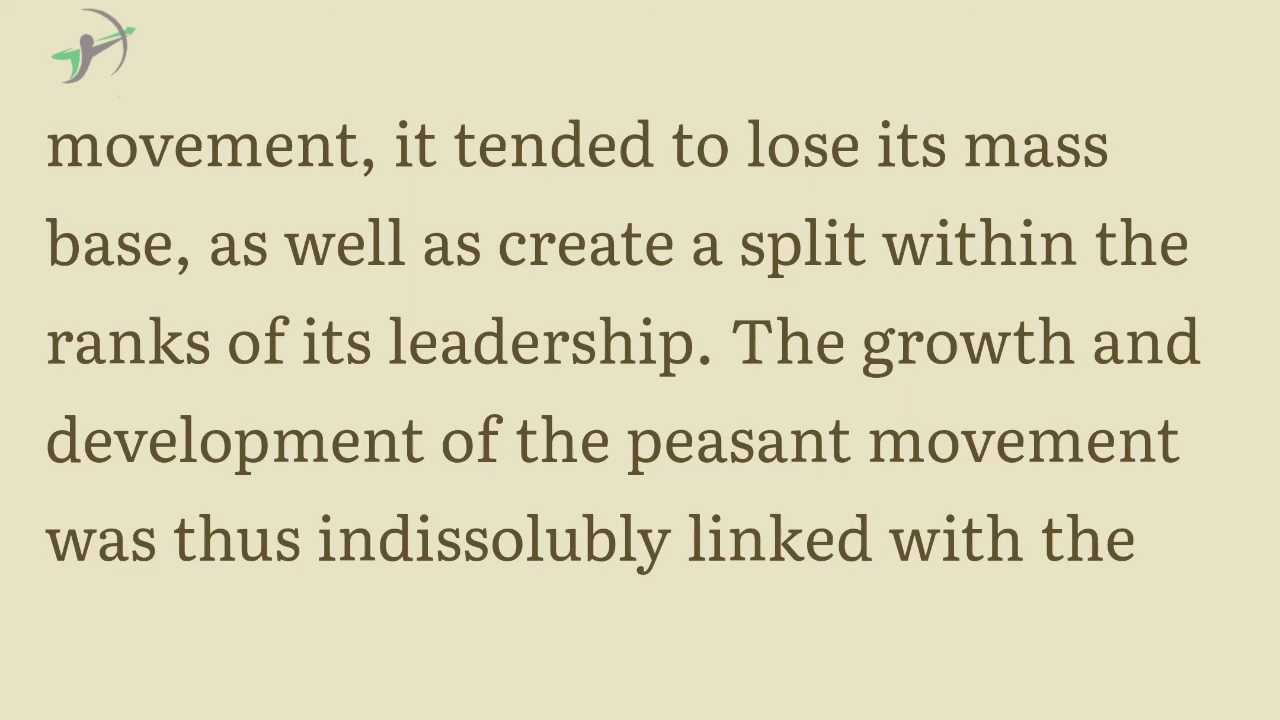 movement, it tended to lose its mass
base, as well as create a split within the
ranks of its leadership. The growth and
development of the peasant movement
was thus indissolubly linked with the